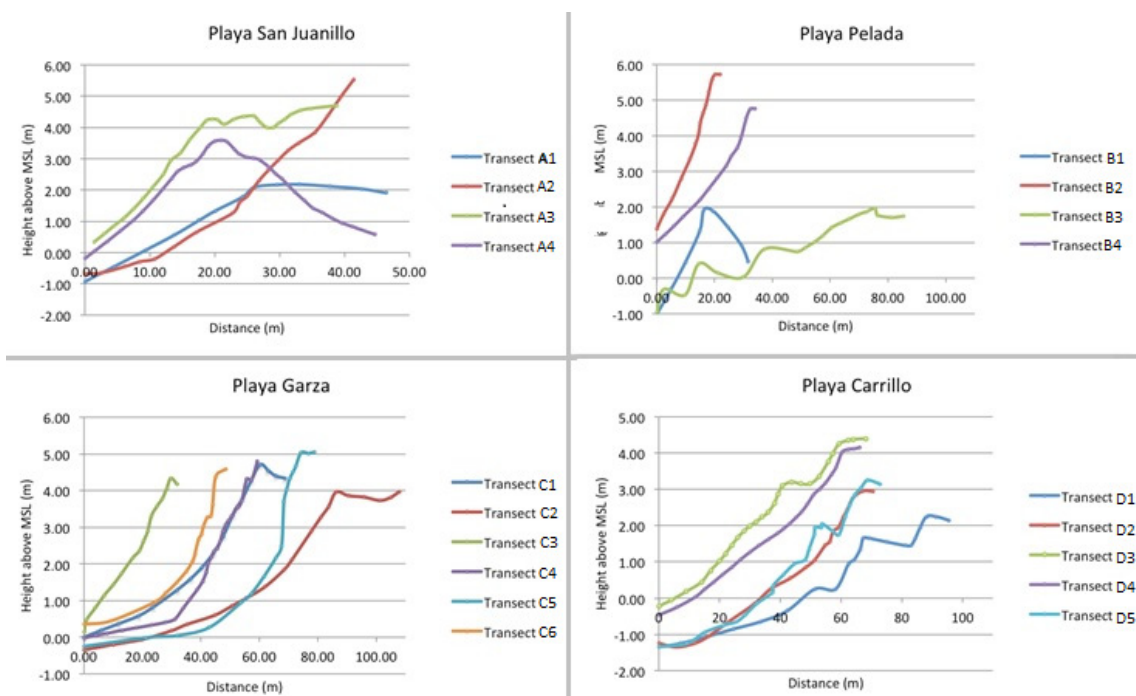 Playa San Juanillo
Height above MSL (m)
6.00
5.00
4.00
3.00
2.00
1.00
0.00
-1.00
-2.00
0.00 10.00 20.00 30.00 40.00 50.00
Distance (m)
Transect A1
Transect A2
Transect A3
Transect A4
Playa Pelada
MSL (m)
6.00
5.00
4.00
3.00
2.00
1.00
0.00
-1.00
0.00 20.00 40.00 60.00 80.00 100.00
Distance (m)
Transect B1
Transect B2
Transect B3
Transect B4
Playa Garza
Height above MSL (m)
6.00
5.00
4.00
3.00
2.00
1.00
0.00
-1.00
0.00 20.00 40.00 60.00 80.00 100.00
Distance (m)
Transect C1
Transect C2
Transect C3
Transect C4
Transect C5
Transect C6
Playa Carrillo
Height above MSL (m)
5.00
4.00
3.00
2.00
1.00
0.00
-1.00
-2.00
0 20 40 60 80 100
Distance (m)
Transect D1
Transect D2
Transect D3
Transect D4
Transect D5